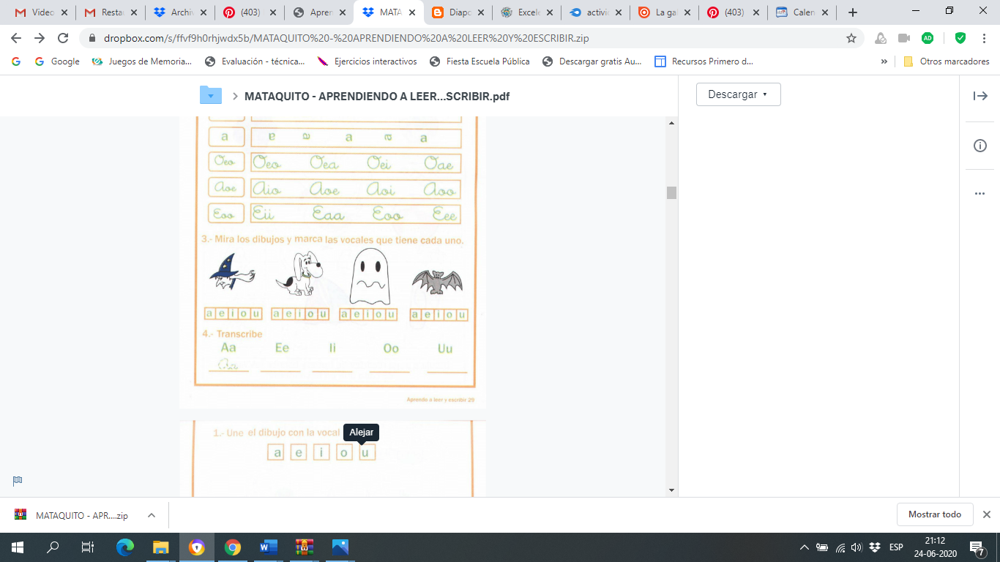 Video
Resta
Archiv
(403)
Apren
MATA
Diapo
Excele
activic
La gal
(403)
Calen
dropbox.com/s/ffvf9h0rhjwdx5b/MATAQUITO%20-%20APRENDIENDO%20A%20LEER%20Y%20ESCRIBIR.zip
Google
Juegos de Memoria...
Evaluación - técnica...
Ejercicios interactivos
Fiesta Escuela Pública
Descargar gratis Au...
Recursos Primero d...
»
Otros marcadores
MATAQUITO - APRENDIENDO A LEER...SCRIBIR.pdf
Descargar
a a a a a a
Oeo Oeo Oea Oei Oae
Aoe Aio Aoe Aoi Aoo
Eoo Eii Eaa Eoo Eee
3.- Mira los dibujos y marca las vocales que tiene cada uno.
a e i o u a e i o u a e i o u a e i o u
4.- Transcribe
Aa Ee Ii Oo Uu
Aa
Aprendo a leer y escribir 29
1.- Une el dibujo con la vocal
Alejar
a e i o u
MATAQUITO - APR....zip
Mostrar todo
ESP
21:12
24-06-2020
7